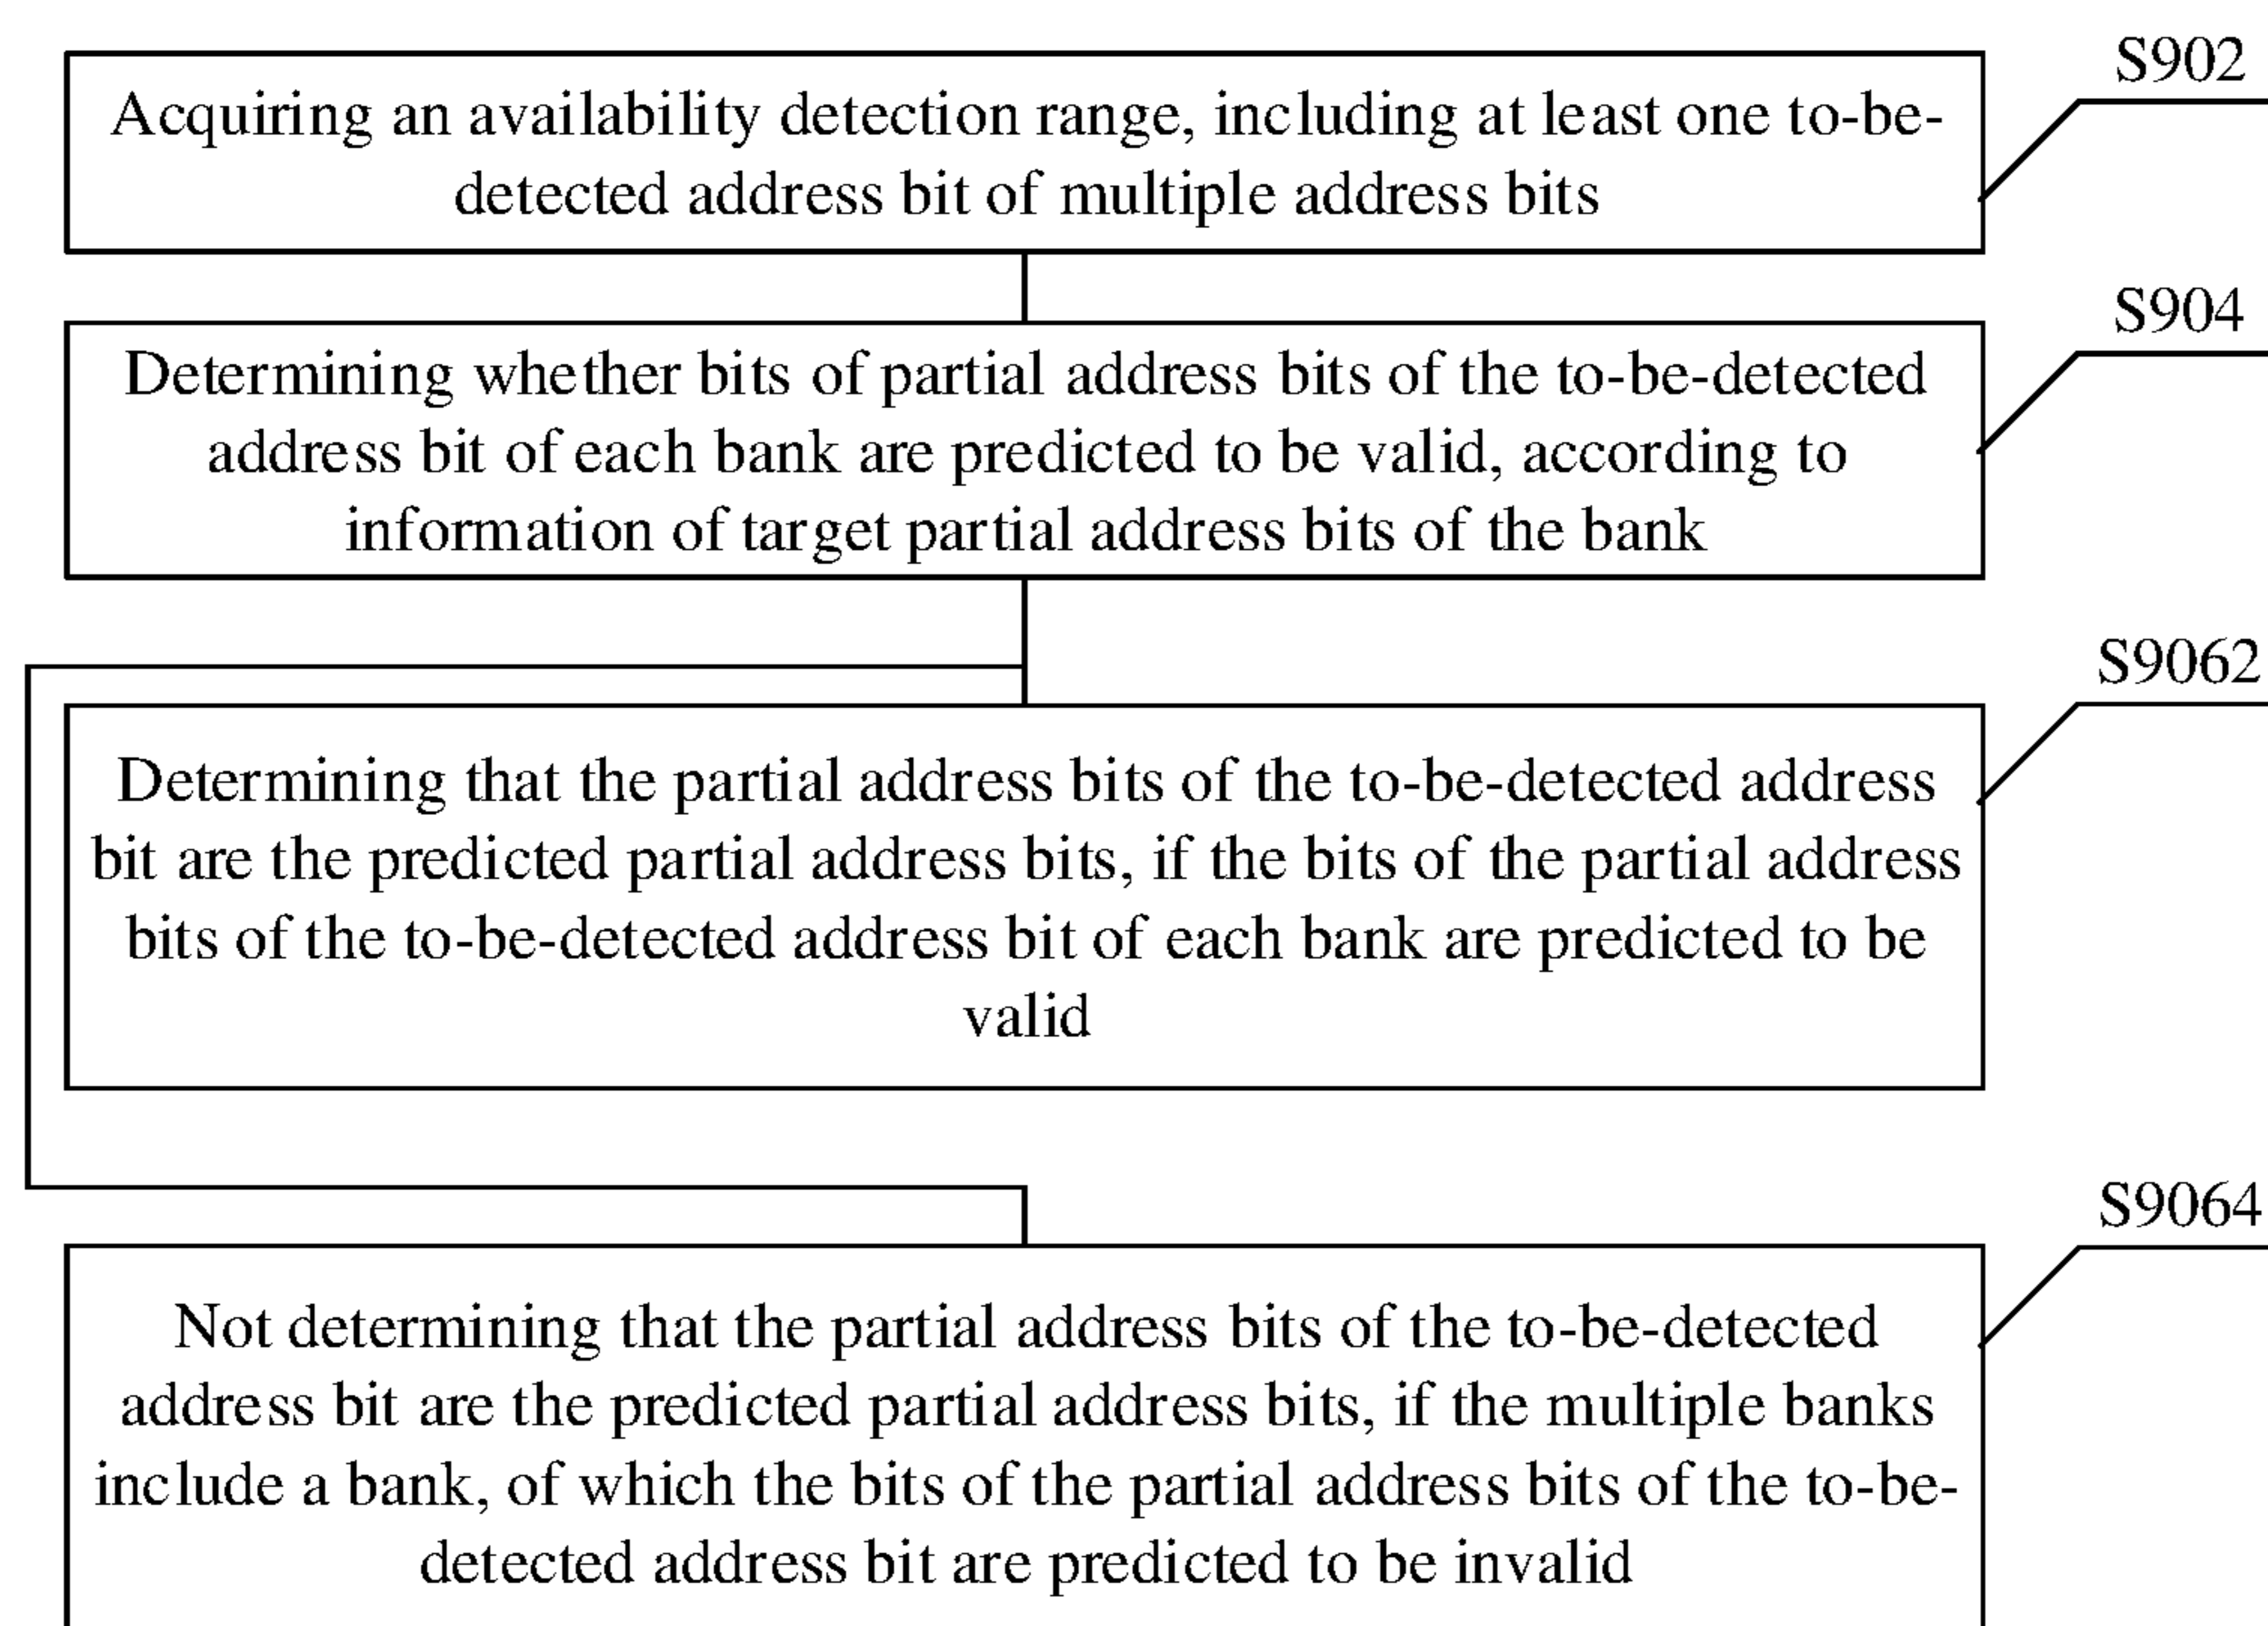 S902
Acquiring an availability detection range, including at least one to-be-
detected address bit of multiple address bits
S904
Determining whether bits of partial address bits of the to-be-detected
address bit of each bank are predicted to be valid, according to
information of target partial address bits of the bank
S9062
Determining that the partial address bits of the to-be-detected address
bit are the predicted partial address bits, if the bits of the partial address
bits of the to-be-detected address bit of each bank are predicted to be
valid
S9064
Not determining that the partial address bits of the to-be-detected
address bit are the predicted partial address bits, if the multiple banks
include a bank, of which the bits of the partial address bits of the to-be-
detected address bit are predicted to be invalid